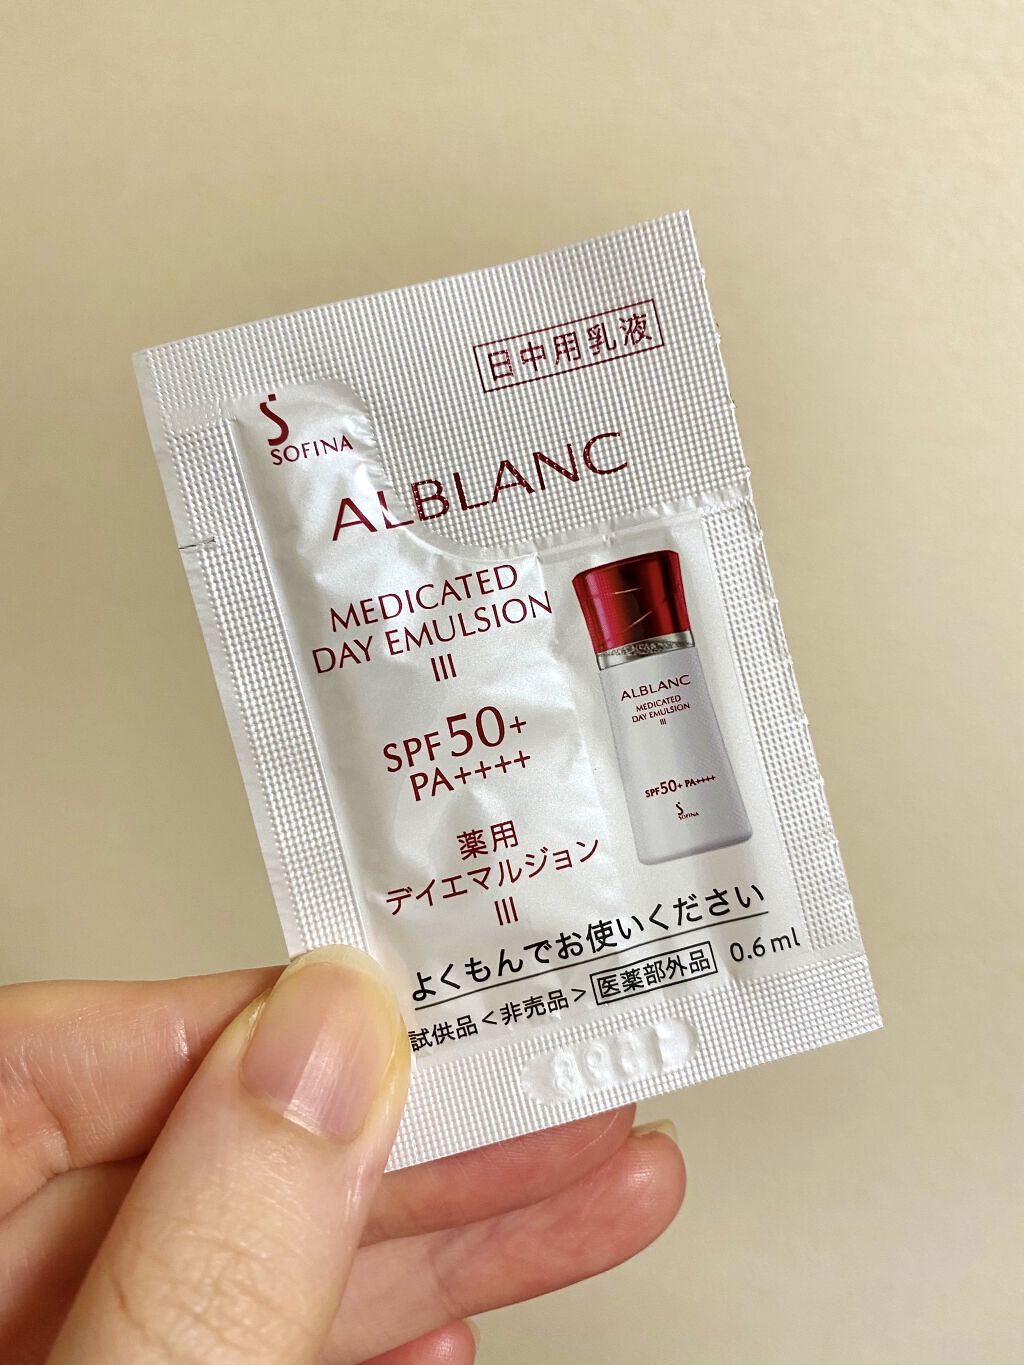 日中用乳液
SOFINA
ALBLANC
MEDICATED
DAY EMULSION
III
SPF50+
PA++++
薬用
デイエマルジョン
III
よくもんでお使いください
試供品<非売品> 医薬部外品 0.6ml
ALBLANC
MEDICATED
DAY EMULSION
III
SPF50+ PA++++
SOFINA